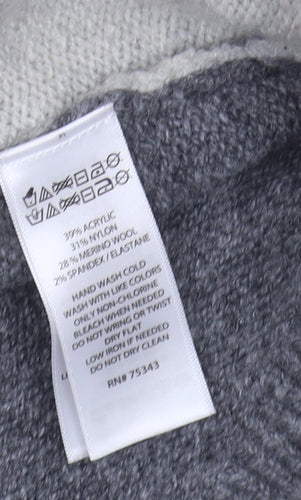 39% ACRYLIC
31% NYLON
28% MERINO WOOL
2% SPANDEX / ELASTANE
HAND WASH COLD
WASH WITH LIKE COLORS
ONLY NON-CHLORINE
BLEACH WHEN NEEDED
DO NOT WRING OR TWIST
DRY FLAT
LOW IRON IF NEEDED
DO NOT DRY CLEAN
RN# 75343